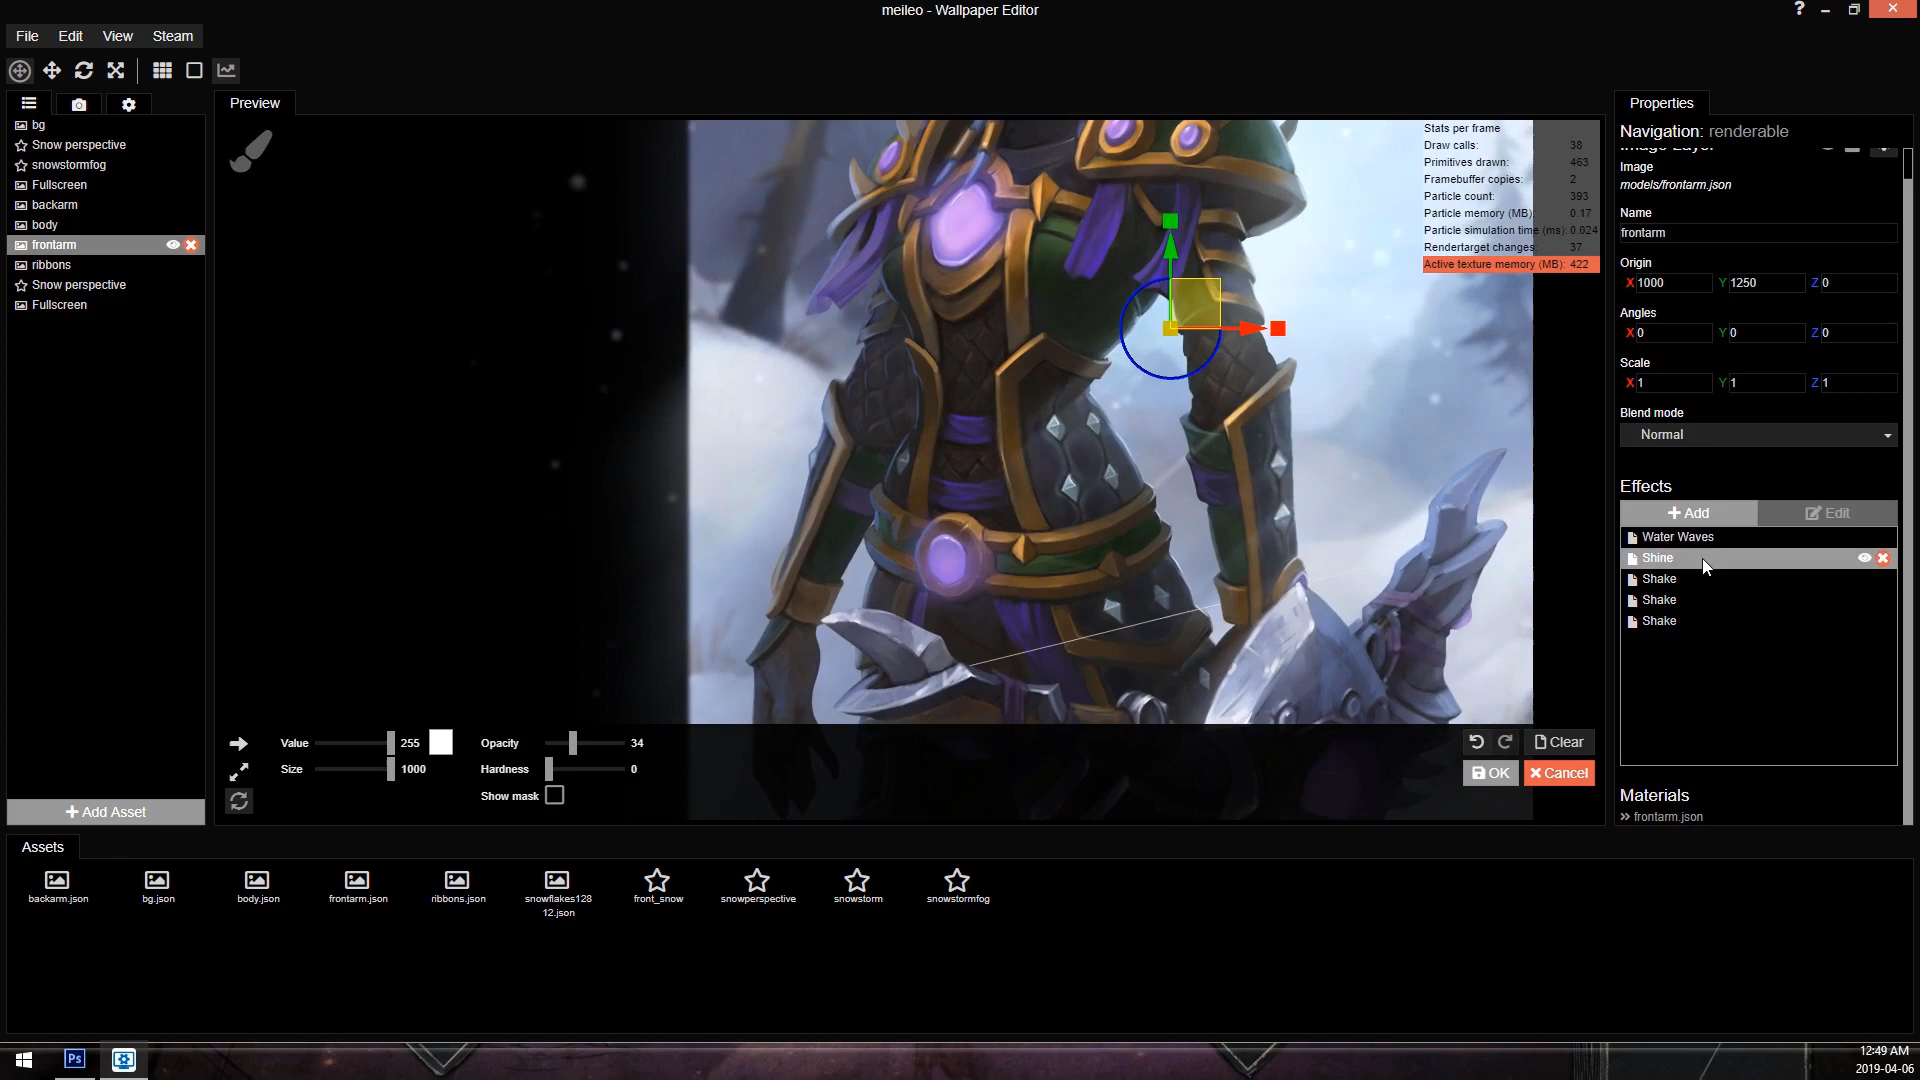 meileo - Wallpaper Editor
?
File Edit View Steam
Preview
Properties
bg
Snow perspective
snowstormfog
Fullscreen
backarm
body
frontarm
ribbons
Snow perspective
Fullscreen
Add Asset
Stats per frame
Draw calls: 38
Primitives drawn: 463
Framebuffer copies: 2
Particle count: 393
Particle memory (MB): 0.17
Particle simulation time (ms): 0.024
Rendertarget changes: 37
Active texture memory (MB): 422
Value 255
Size 1000
Opacity 34
Hardness 0
Show mask
Clear
OK
Cancel
Navigation: renderable
Image Layer
Image
models/frontarm.json
Name
frontarm
Origin
X 1000 Y 1250 Z 0
Angles
X 0 Y 0 Z 0
Scale
X 1 Y 1 Z 1
Blend mode
Normal
Effects
Add Edit
Water Waves
Shine
Shake
Shake
Shake
Materials
» frontarm.json
Assets
backarm.json
bg.json
body.json
frontarm.json
ribbons.json
snowflakes128
12.json
front_snow
snowperspective
snowstorm
snowstormfog
Ps
12:49 AM
2019-04-06